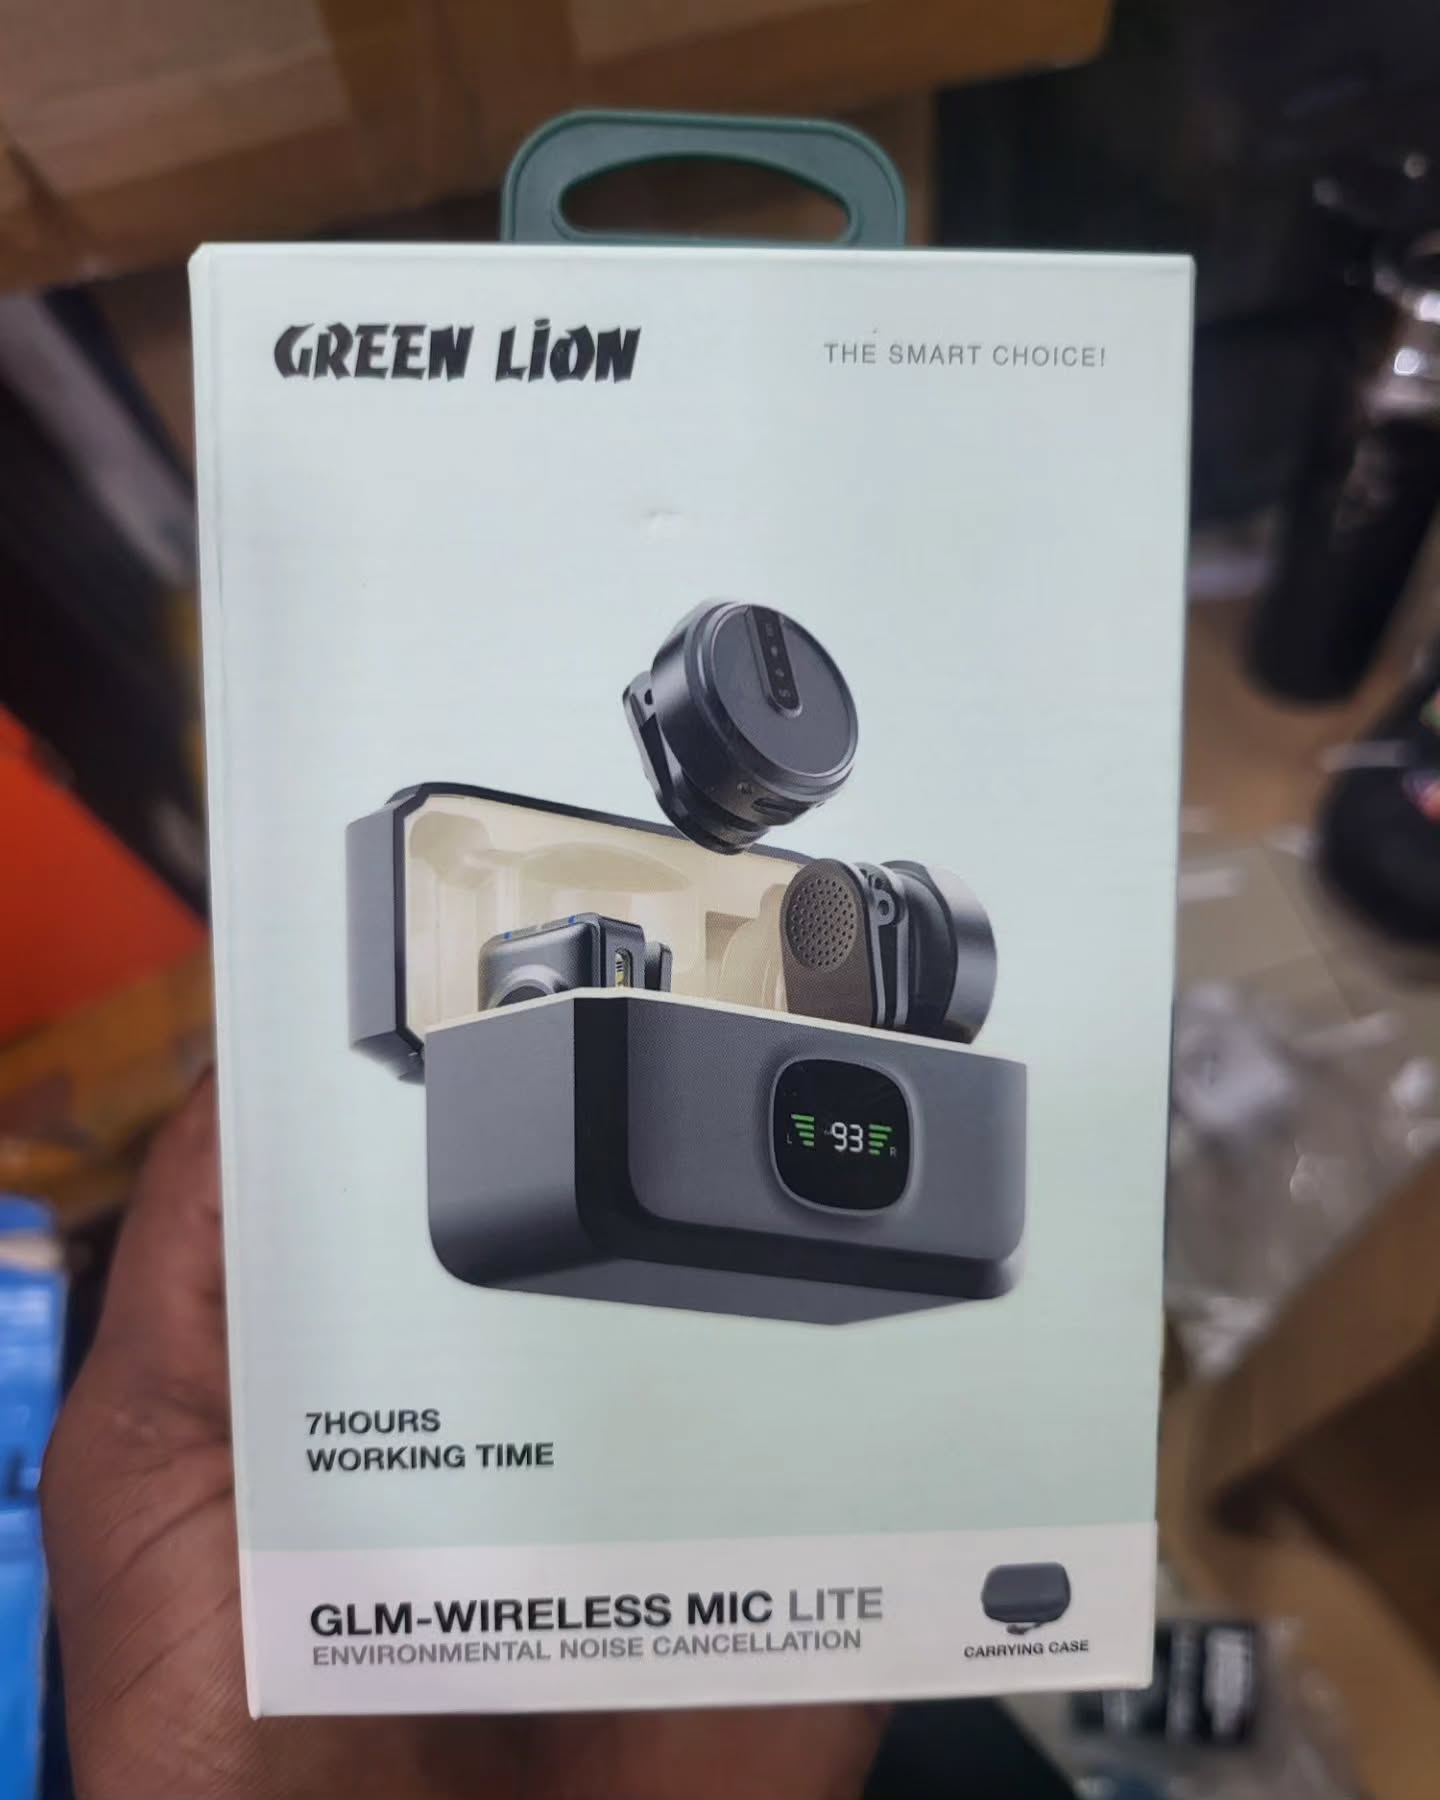 GREEN LiON
THE SMART CHOICE!
L 93 R
7HOURS
WORKING TIME
GLM-WIRELESS MIC LITE
ENVIRONMENTAL NOISE CANCELLATION
CARRYING CASE